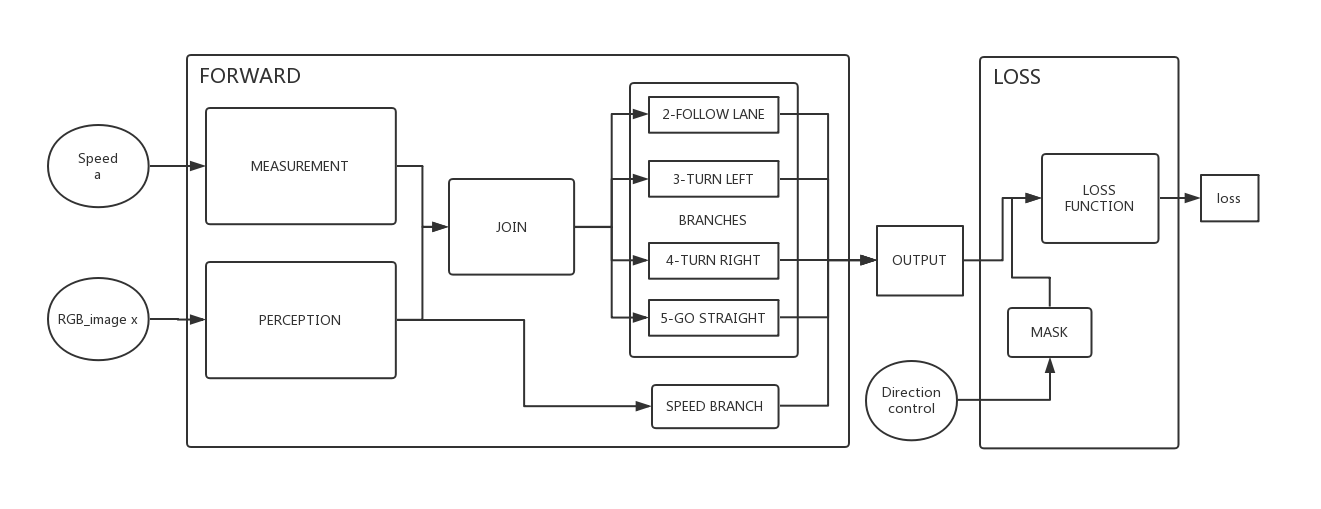 FORWARD
LOSS
Speed
a
MEASUREMENT
RGB_image x
PERCEPTION
JOIN
2-FOLLOW LANE
3-TURN LEFT
BRANCHES
4-TURN RIGHT
5-GO STRAIGHT
SPEED BRANCH
OUTPUT
Direction
control
LOSS
FUNCTION
MASK
loss